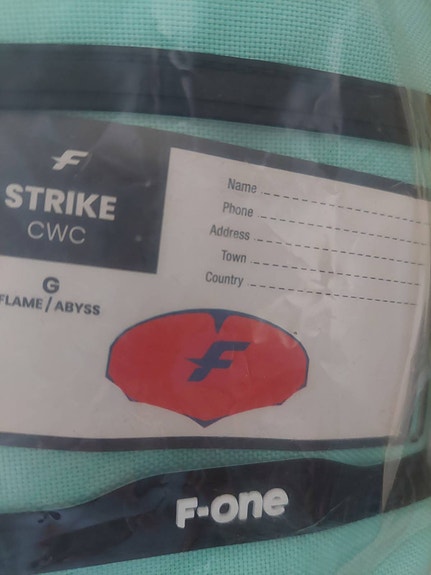 F
STRIKE
CWC
G
FLAME / ABYSS
Name
Phone
Address
Town
Country
F
F-one